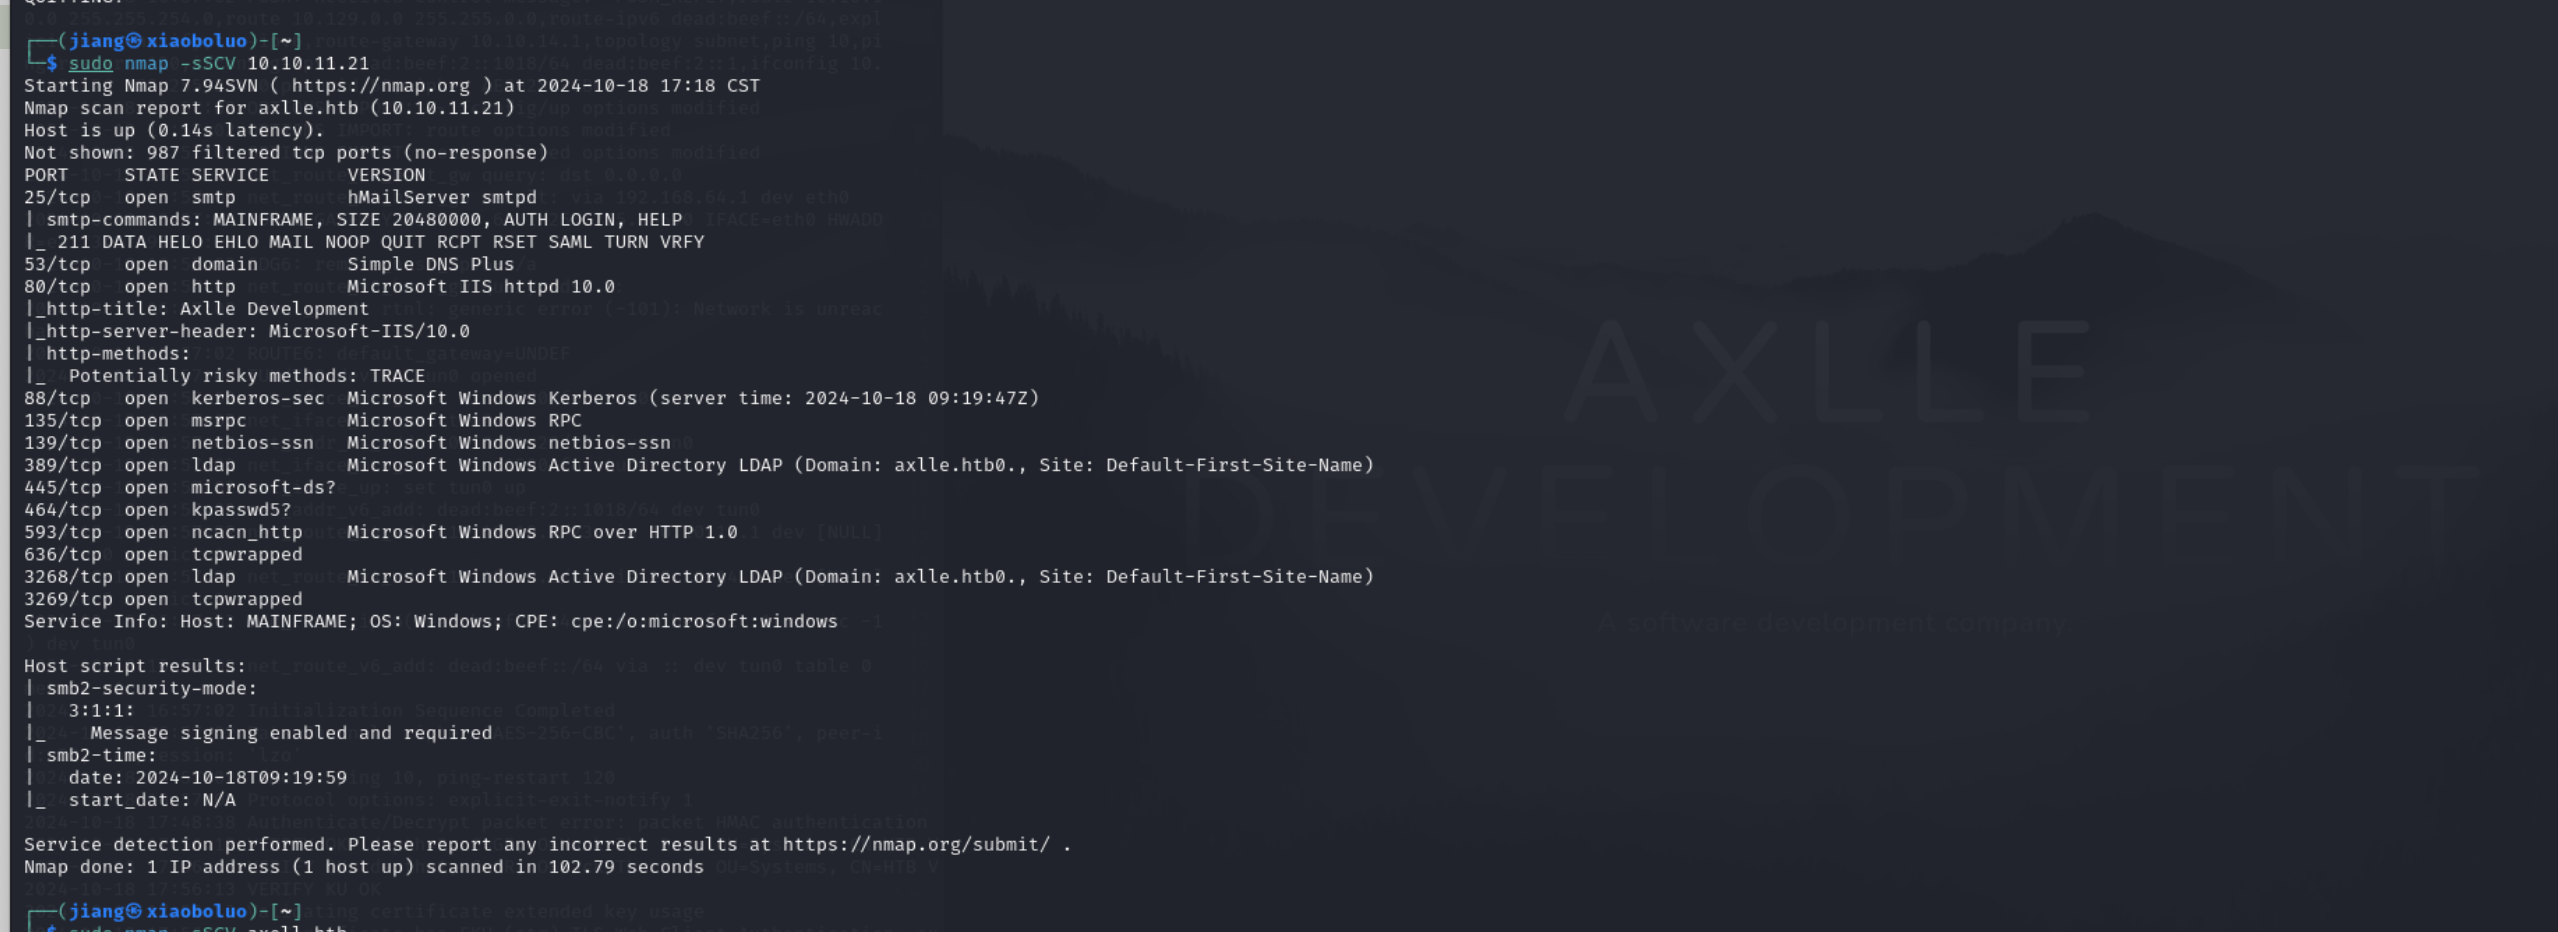 ┌──(jiang㉿xiaoboluo)-[~]
└─$ sudo nmap -sSCV 10.10.11.21
Starting Nmap 7.94SVN ( https://nmap.org ) at 2024-10-18 17:18 CST
Nmap scan report for axlle.htb (10.10.11.21)
Host is up (0.14s latency).
Not shown: 987 filtered tcp ports (no-response)
PORT     STATE SERVICE       VERSION
25/tcp   open  smtp          hMailServer smtpd
| smtp-commands: MAINFRAME, SIZE 20480000, AUTH LOGIN, HELP
|_ 211 DATA HELO EHLO MAIL NOOP QUIT RCPT RSET SAML TURN VRFY
53/tcp   open  domain        Simple DNS Plus
80/tcp   open  http          Microsoft IIS httpd 10.0
|_http-title: Axlle Development
|_http-server-header: Microsoft-IIS/10.0
| http-methods:
|_  Potentially risky methods: TRACE
88/tcp   open  kerberos-sec  Microsoft Windows Kerberos (server time: 2024-10-18 09:19:47Z)
135/tcp  open  msrpc         Microsoft Windows RPC
139/tcp  open  netbios-ssn   Microsoft Windows netbios-ssn
389/tcp  open  ldap          Microsoft Windows Active Directory LDAP (Domain: axlle.htb0., Site: Default-First-Site-Name)
445/tcp  open  microsoft-ds?
464/tcp  open  kpasswd5?
593/tcp  open  ncacn_http    Microsoft Windows RPC over HTTP 1.0
636/tcp  open  tcpwrapped
3268/tcp open  ldap          Microsoft Windows Active Directory LDAP (Domain: axlle.htb0., Site: Default-First-Site-Name)
3269/tcp open  tcpwrapped
Service Info: Host: MAINFRAME; OS: Windows; CPE: cpe:/o:microsoft:windows
Host script results:
| smb2-security-mode:
|   3:1:1:
|_    Message signing enabled and required
| smb2-time:
|   date: 2024-10-18T09:19:59
|_  start_date: N/A
Service detection performed. Please report any incorrect results at https://nmap.org/submit/ .
Nmap done: 1 IP address (1 host up) scanned in 102.79 seconds
┌──(jiang㉿xiaoboluo)-[~]
AXLLE
DEVELOPMENT
A software development company.